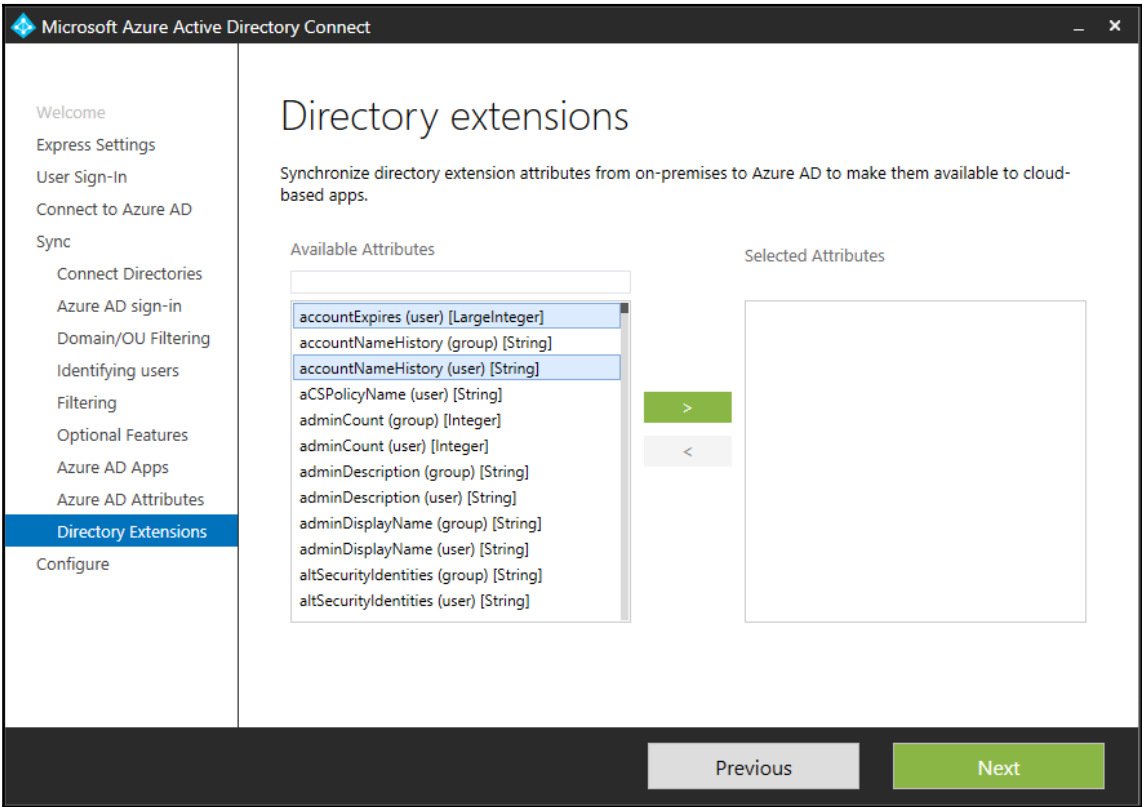 Microsoft Azure Active Directory Connect
Welcome
Express Settings
User Sign-In
Connect to Azure AD
Sync
Connect Directories
Azure AD sign-in
Domain/OU Filtering
Identifying users
Filtering
Optional Features
Azure AD Apps
Azure AD Attributes
Directory Extensions
Configure
Directory extensions
Synchronize directory extension attributes from on-premises to Azure AD to make them available to cloud-
based apps.
Available Attributes
accountExpires (user) [LargeInteger]
accountNameHistory (group) [String]
accountNameHistory (user) [String]
aCSPolicyName (user) [String]
adminCount (group) [Integer]
adminCount (user) [Integer]
adminDescription (group) [String]
adminDescription (user) [String]
adminDisplayName (group) [String]
adminDisplayName (user) [String]
altSecurityIdentities (group) [String]
altSecurityIdentities (user) [String]
>
<
Selected Attributes
Previous
Next